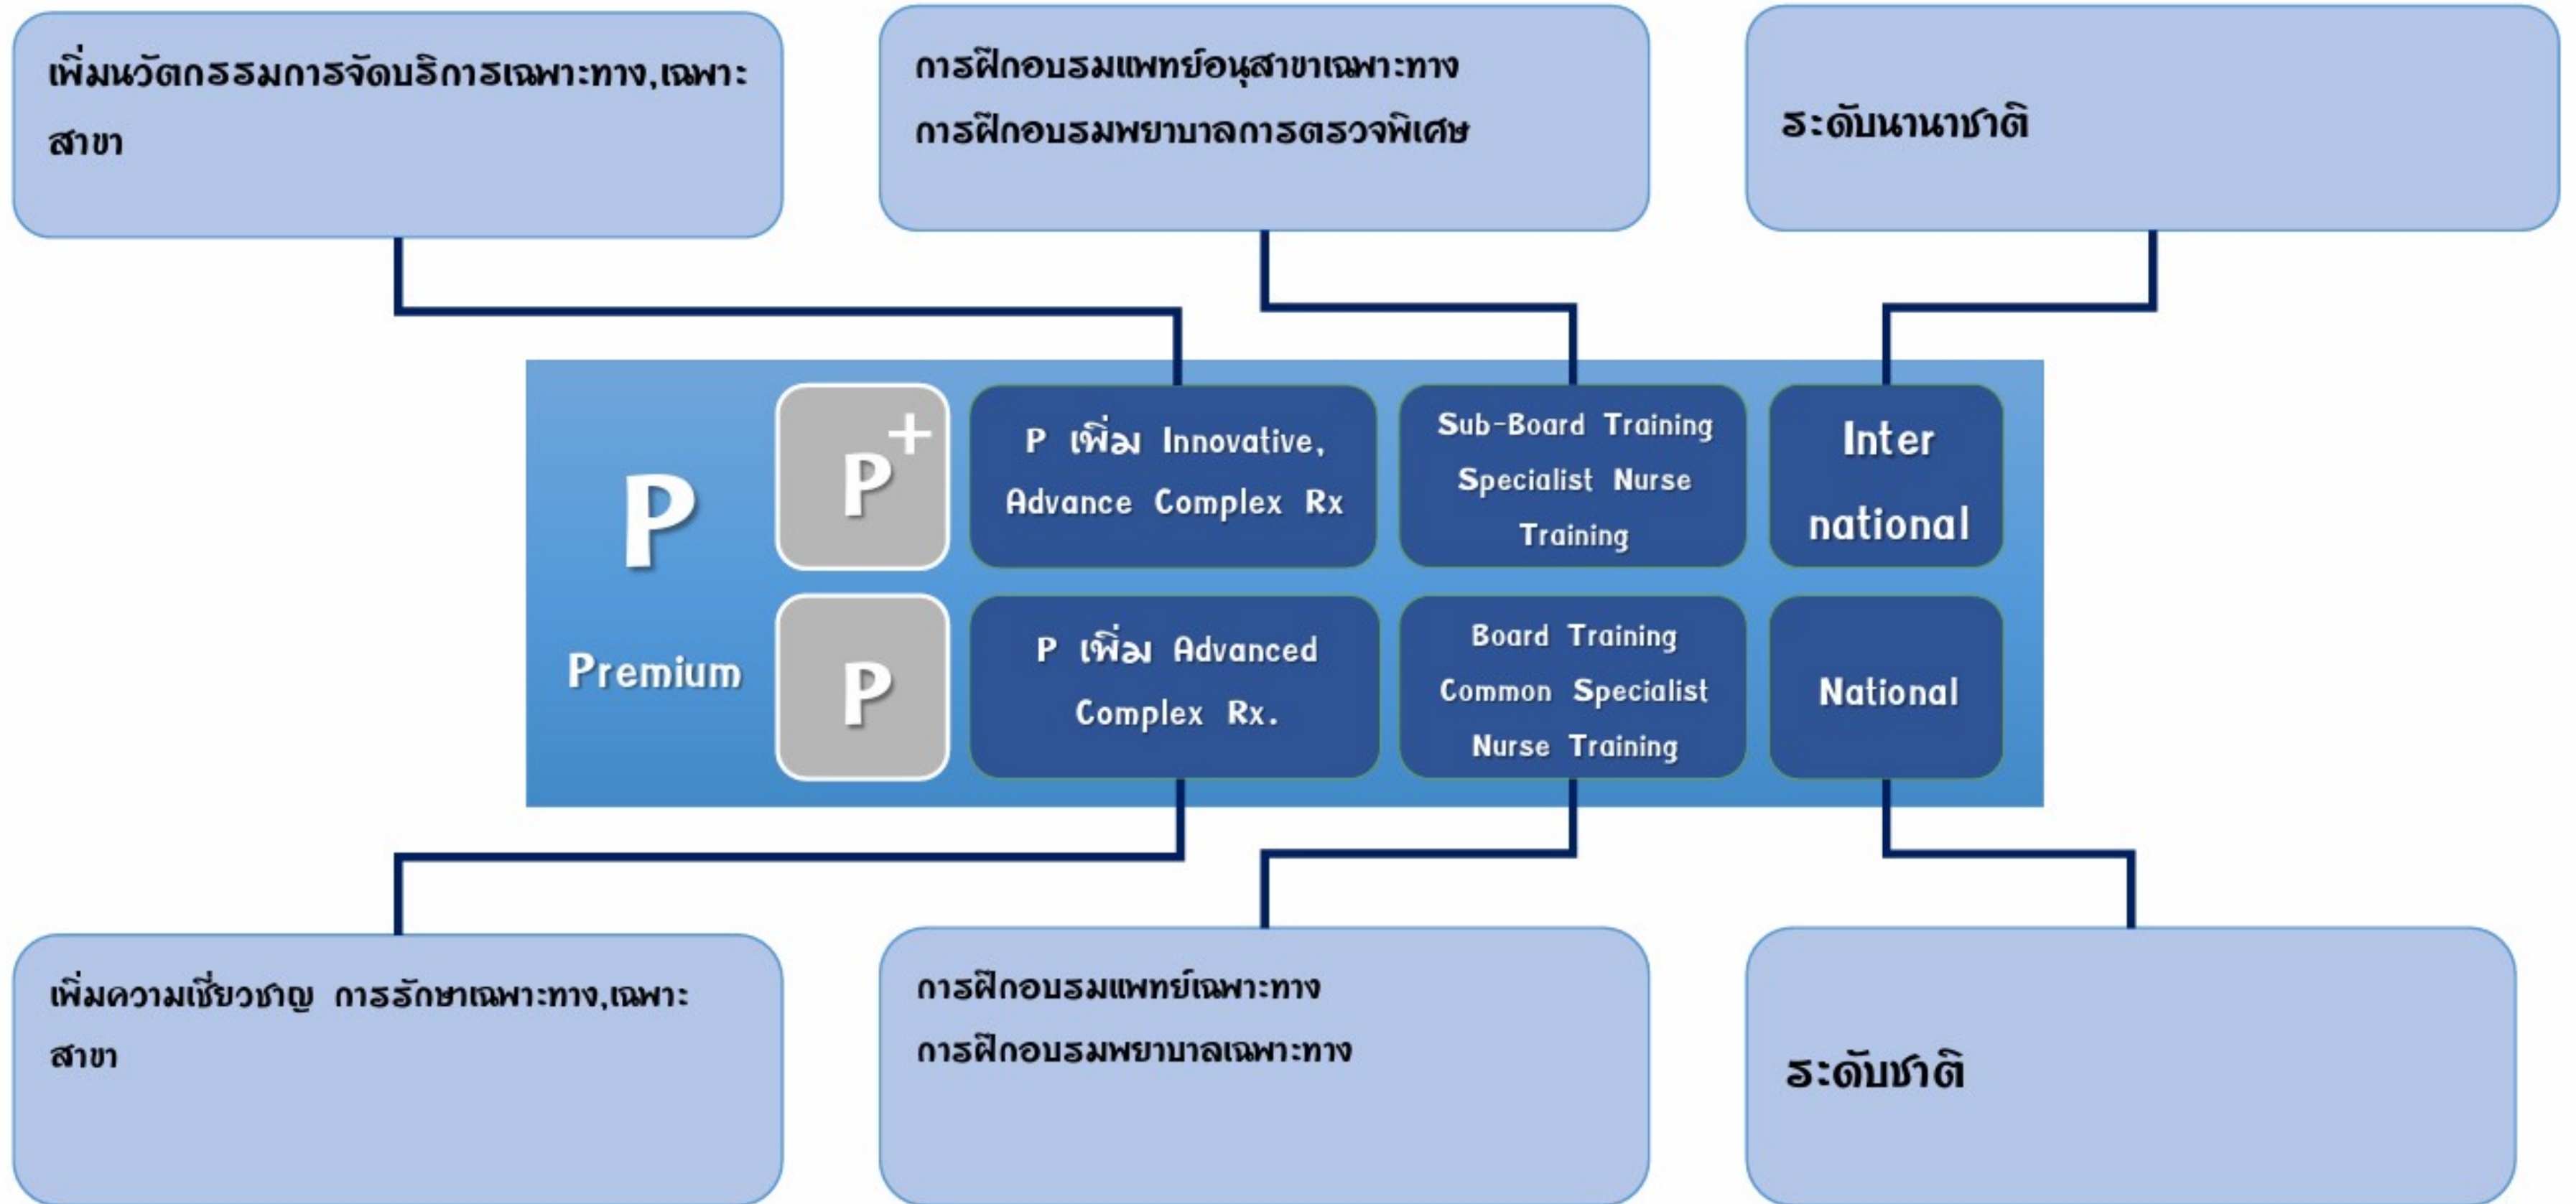 เพิ่มนวัตกรรมการจัดบริการเฉพาะทาง,เฉพาะ
สาขา
การฝึกอบรมแพทย์อนุสาขาเฉพาะทาง
การฝึกอบรมพยาบาลการตรวจพิเศษ
ระดับนานาชาติ
P
Premium
P+
P เพิ่ม Innovative,
Advance Complex Rx
Sub-Board Training
Specialist Nurse
Training
Inter
national
P
P เพิ่ม Advanced
Complex Rx.
Board Training
Common Specialist
Nurse Training
National
เพิ่มความเชี่ยวชาญ การรักษาเฉพาะทาง,เฉพาะ
สาขา
การฝึกอบรมแพทย์เฉพาะทาง
การฝึกอบรมพยาบาลเฉพาะทาง
ระดับชาติ